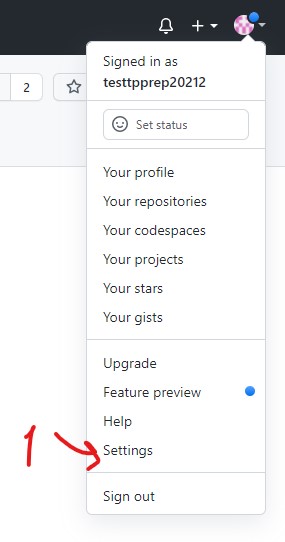 2
Signed in as
testtpprep20212
Set status
Your profile
Your repositories
Your codespaces
Your projects
Your stars
Your gists
Upgrade
Feature preview
Help
1
Settings
Sign out